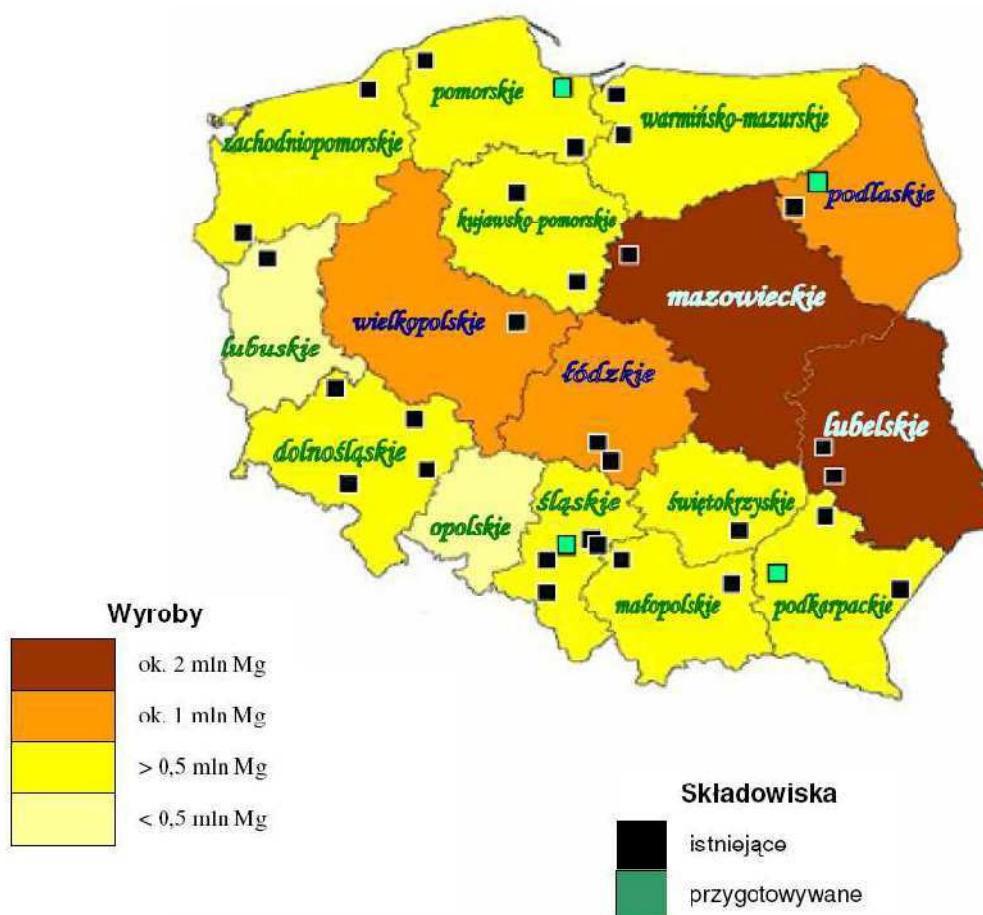 pomorskie
warmińsko-mazurskie
zachodniopomorskie
podlaskie
kujawsko-pomorskie
mazowieckie
wielkopolskie
lubuskie
łódzkie
lubelskie
dolnośląskie
śląskie
świętokrzyskie
opolskie
małopolskie
podkarpackie
Wyroby
ok. 2 mln Mg
ok. 1 mln Mg
> 0,5 mln Mg
< 0,5 mln Mg
Składowiska
istniejące
przygotowywane